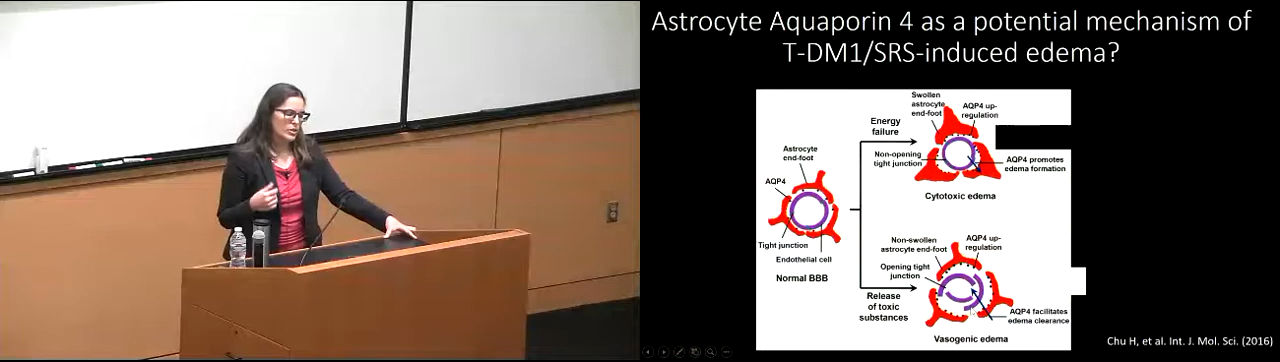 Astrocyte Aquaporin 4 as a potential mechanism of
T-DM1/SRS-induced edema?
Swollen
astrocyte
end-foot
AQP4 up-
regulation
Energy
failure
Non-opening
tight junction
AQP4 promotes
edema formation
Cytotoxic edema
Astrocyte
end-foot
AQP4
Tight junction
Endothelial cell
Normal BBB
Non-swollen
astrocyte end-foot
AQP4 up-
regulation
Opening tight
junction
Release
of toxic
substances
AQP4 facilitates
edema clearance
Vasogenic edema
Chu H, et al. Int. J. Mol. Sci. (2016)